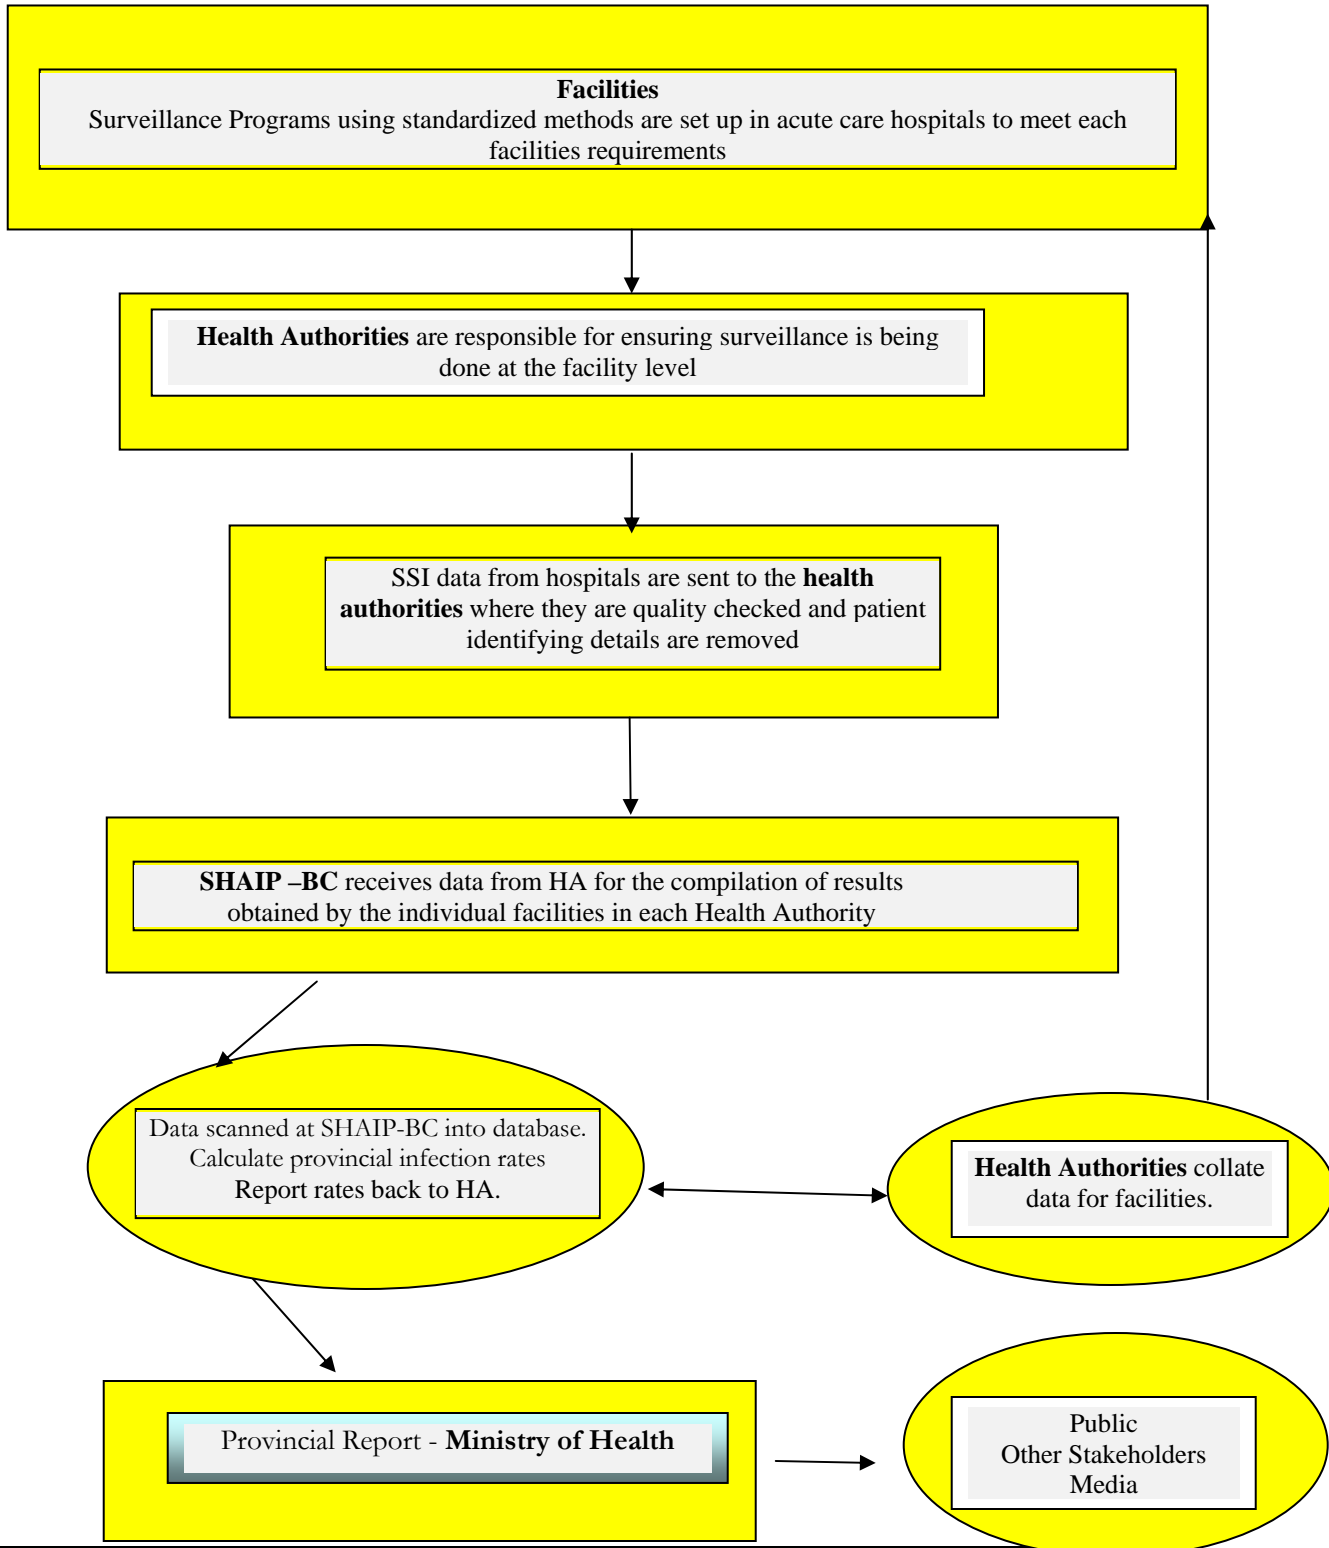 Facilities
Surveillance Programs using standardized methods are set up in acute care hospitals to meet each
facilities requirements
Health Authorities are responsible for ensuring surveillance is being
done at the facility level
SSI data from hospitals are sent to the health
authorities where they are quality checked and patient
identifying details are removed
SHAIP –BC receives data from HA for the compilation of results
obtained by the individual facilities in each Health Authority
Data scanned at SHAIP-BC into database.
Calculate provincial infection rates
Report rates back to HA.
Health Authorities collate
data for facilities.
Provincial Report - Ministry of Health
Public
Other Stakeholders
Media